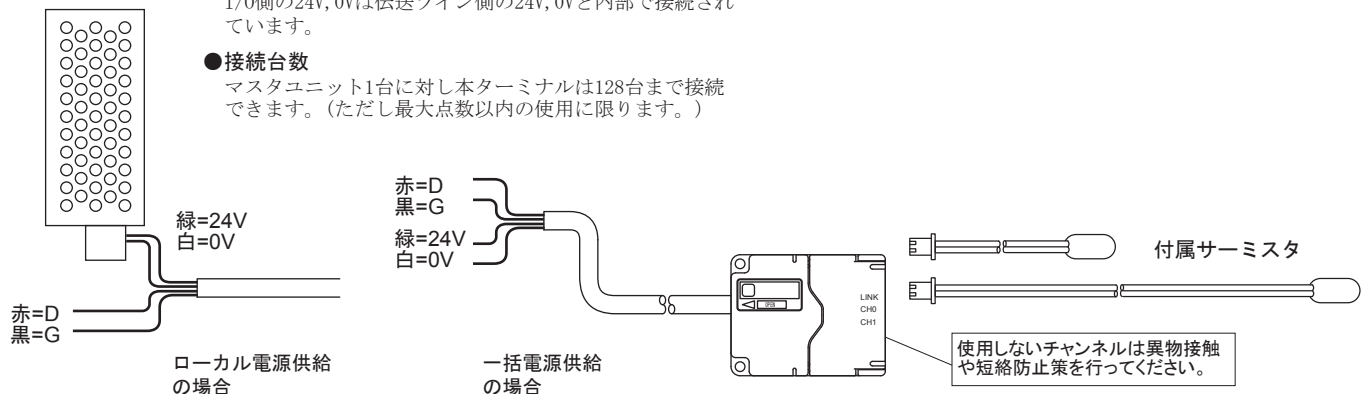 I/O側の24V,0Vは伝送ライン側の24V,0Vと内部で接続され
ています。
●接続台数
マスタユニット1台に対し本ターミナルは128台まで接続
できます。(ただし最大点数以内の使用に限ります。)
緑=24V
白=0V
赤=D
黒=G
ローカル電源供給
の場合
赤=D
黒=G
緑=24V
白=0V
一括電源供給
の場合
OPEN
LINK
CH0
CH1
付属サーミスタ
使用しないチャンネルは異物接触
や短絡防止策を行ってください。